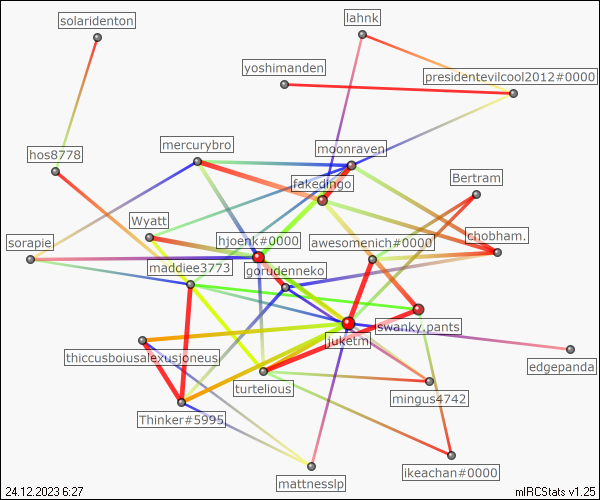 solaridenton
lahnk
yoshimanden
presidentevilcool2012#0000
mercurybro
moonraven
hos8778
fakedingo
Bertram
Wyatt
chobham.
sorapie
hjoenk#0000
awesomenich#0000
maddiee3773
gorudenneko
swanky.pants
juketm
thiccusboiusalexusjoneus
edgepanda
turtelious
mingus4742
Thinker#5995
ikeachan#0000
mattnesslp
24.12.2023 6:27
mIRCStats v1.25